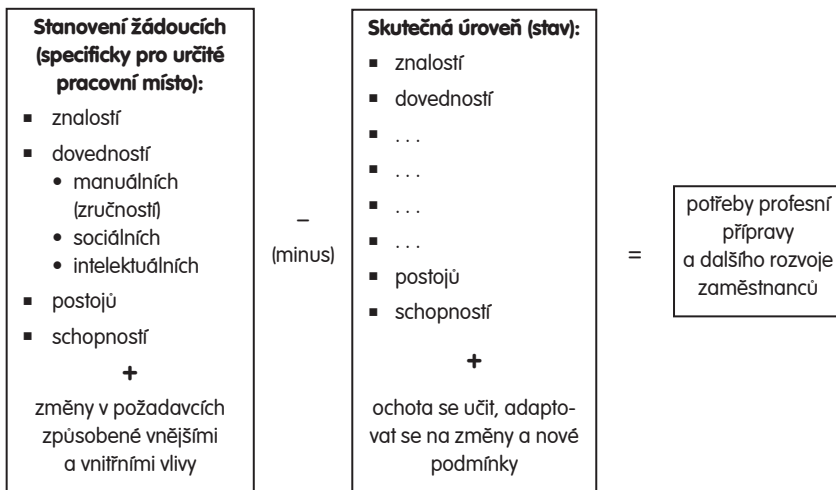 Stanovení žádoucích
(specificky pro určité
pracovní místo):
▪ znalostí
▪ dovedností
• manuálních
(zručností)
• sociálních
• intelektuálních
▪ postojů
▪ schopností
+
změny v požadavcích
způsobené vnějšími
a vnitřními vlivy
–
(minus)
Skutečná úroveň (stav):
▪ znalostí
▪ dovedností
▪ . . .
▪ . . .
▪ . . .
▪ . . .
▪ postojů
▪ schopností
+
ochota se učit, adapto-
vat se na změny a nové
podmínky
=
potřeby profesní
přípravy
a dalšího rozvoje
zaměstnanců